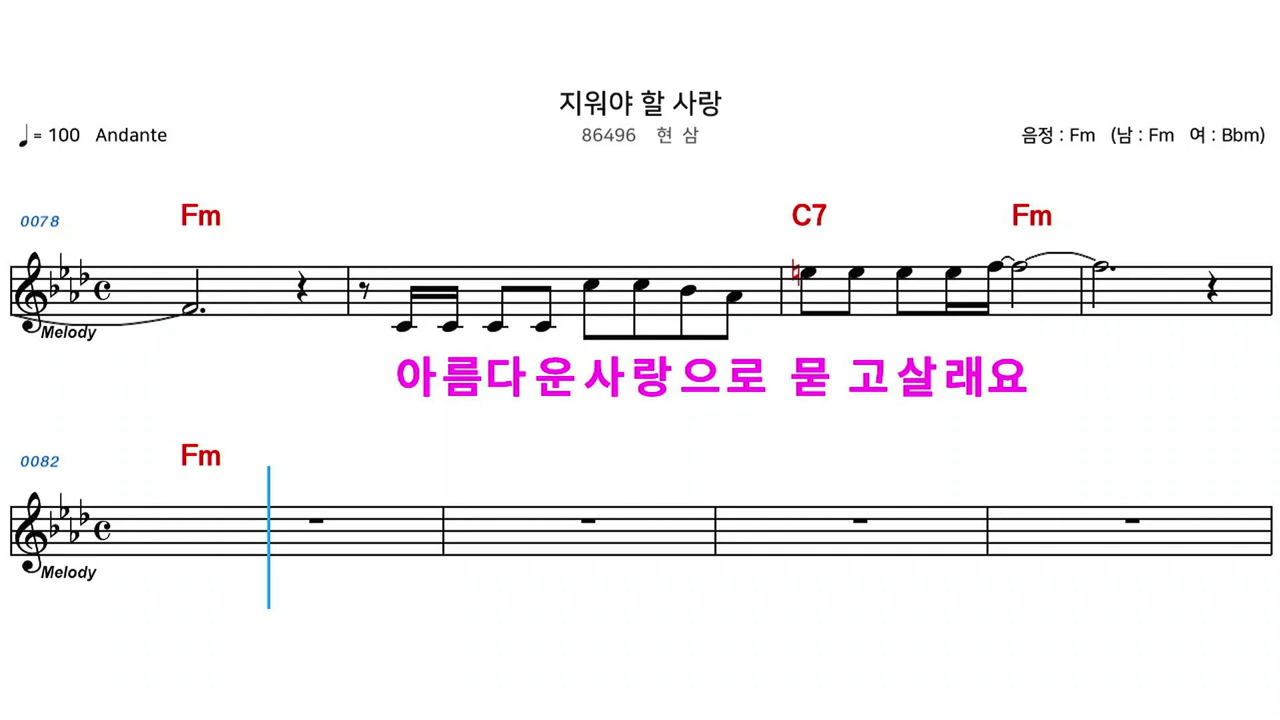 지워야 할 사랑
♩ = 100 Andante 86496 현 삼 음정 : Fm (남 : Fm 여 : Bbm)
0078 Fm C7 Fm
Melody
아름다운사랑으로 묻 고살래요
0082 Fm
Melody